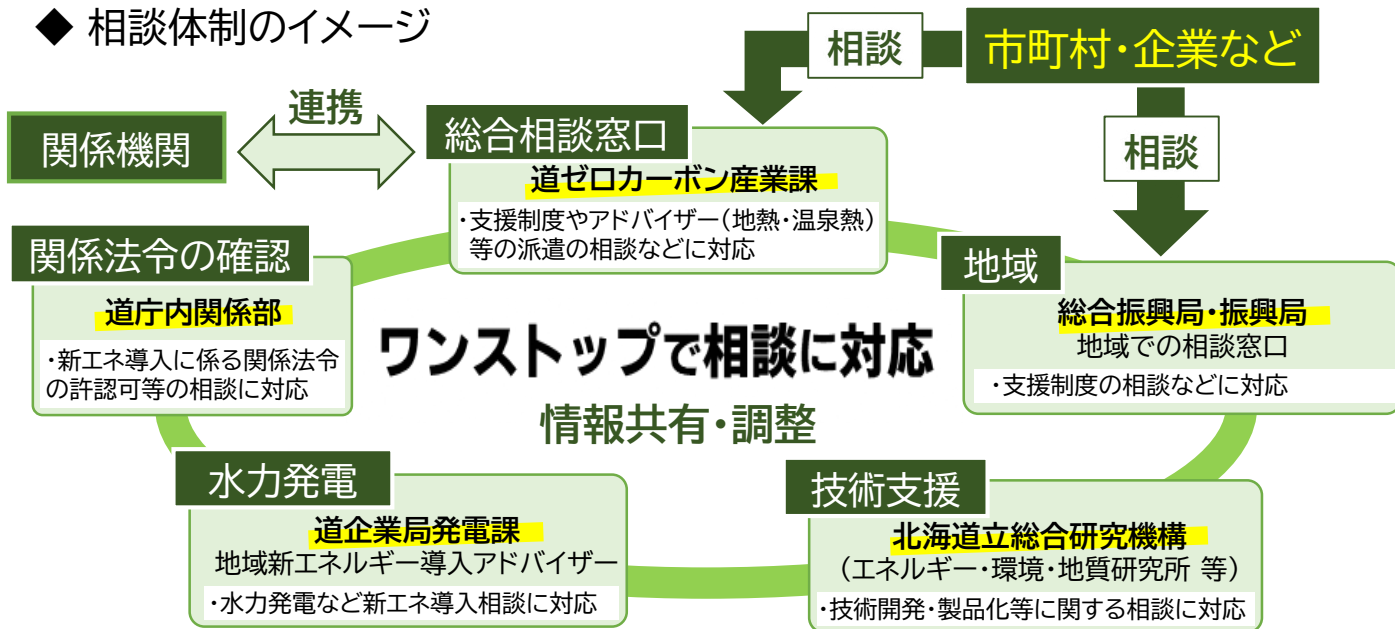 ◆ 相談体制のイメージ
相談
市町村・企業など
関係機関
連携
総合相談窓口
道ゼロカーボン産業課
・支援制度やアドバイザー（地熱・温泉熱）
等の派遣の相談などに対応
相談
関係法令の確認
道庁内関係部
・新エネ導入に係る関係法令
の許認可等の相談に対応
地域
総合振興局・振興局
地域での相談窓口
・支援制度の相談などに対応
ワンストップで相談に対応
情報共有・調整
水力発電
道企業局発電課
地域新エネルギー導入アドバイザー
・水力発電など新エネ導入相談に対応
技術支援
北海道立総合研究機構
（エネルギー・環境・地質研究所 等）
・技術開発・製品化等に関する相談に対応